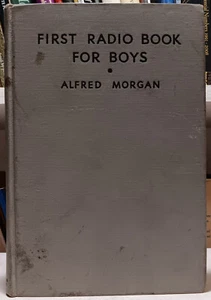 FIRST RADIO BOOK
FOR BOYS
•
ALFRED MORGAN